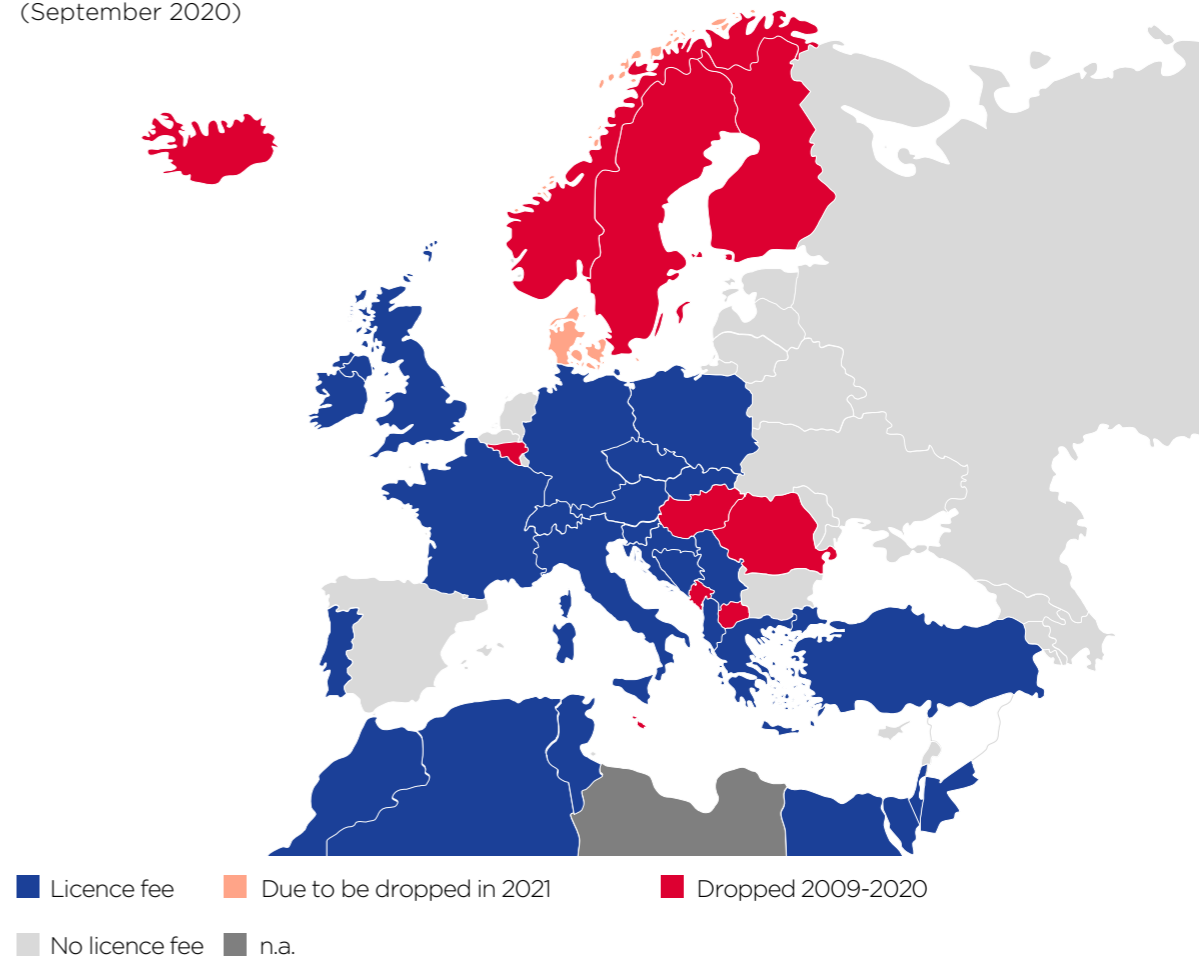 (September 2020)
Licence fee
Due to be dropped in 2021
Dropped 2009-2020
No licence fee
n.a.